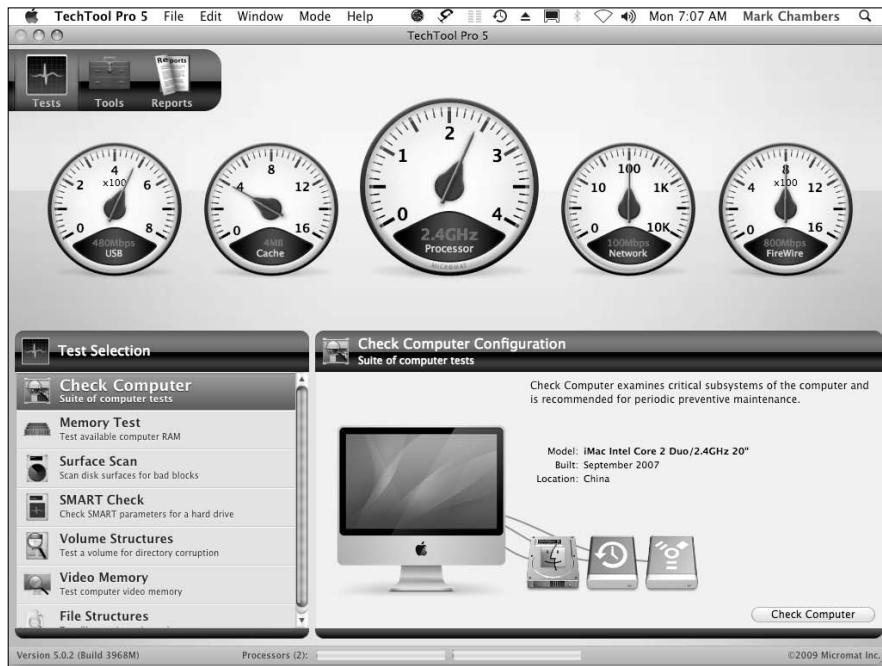 TechTool Pro 5 File Edit Window Mode Help Mon 7:07 AM Mark Chambers
TechTool Pro 5
Reports
Tests Tools Reports
0 2 4 6 8
x100
480Mbps
USB
0 4 8 12 16
4MB
Cache
0 1 2 3 4
2.4GHz
Processor
MICROMAT
0 10 100 1K 10K
100Mbps
Network
0 4 8 12 16
x100
800Mbps
FireWire
Test Selection
Check Computer
Suite of computer tests
Memory Test
Test available computer RAM
Surface Scan
Scan disk surfaces for bad blocks
SMART Check
Check SMART parameters for a hard drive
Volume Structures
Test a volume for directory corruption
Video Memory
Test computer video memory
File Structures
Check Computer Configuration
Suite of computer tests
Check Computer examines critical subsystems of the computer and
is recommended for periodic preventive maintenance.
Model: iMac Intel Core 2 Duo/2.4GHz 20"
Built: September 2007
Location: China
Check Computer
Version 5.0.2 (Build 3968M) Processors (2): ©2009 Micromat Inc.